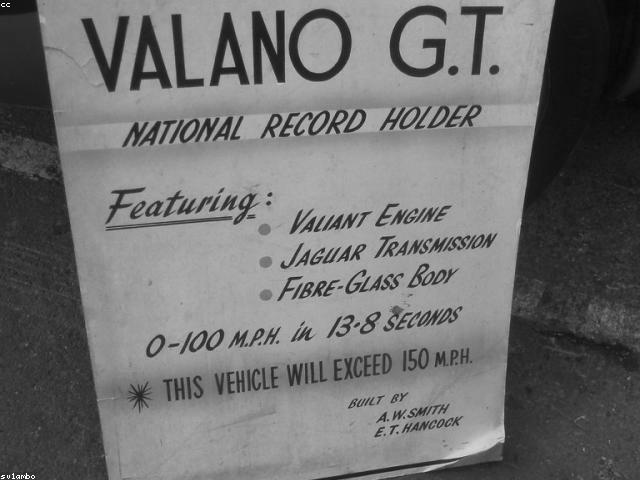 cc
VALANO G.T.
NATIONAL RECORD HOLDER
Featuring:
VALIANT ENGINE
JAGUAR TRANSMISSION
FIBRE-GLASS BODY
0-100 M.P.H. in 13.8 SECONDS
THIS VEHICLE WILL EXCEED 150 M.P.H.
BUILT BY
A.W.SMITH
E.T. HANCOCK
sv1ambo